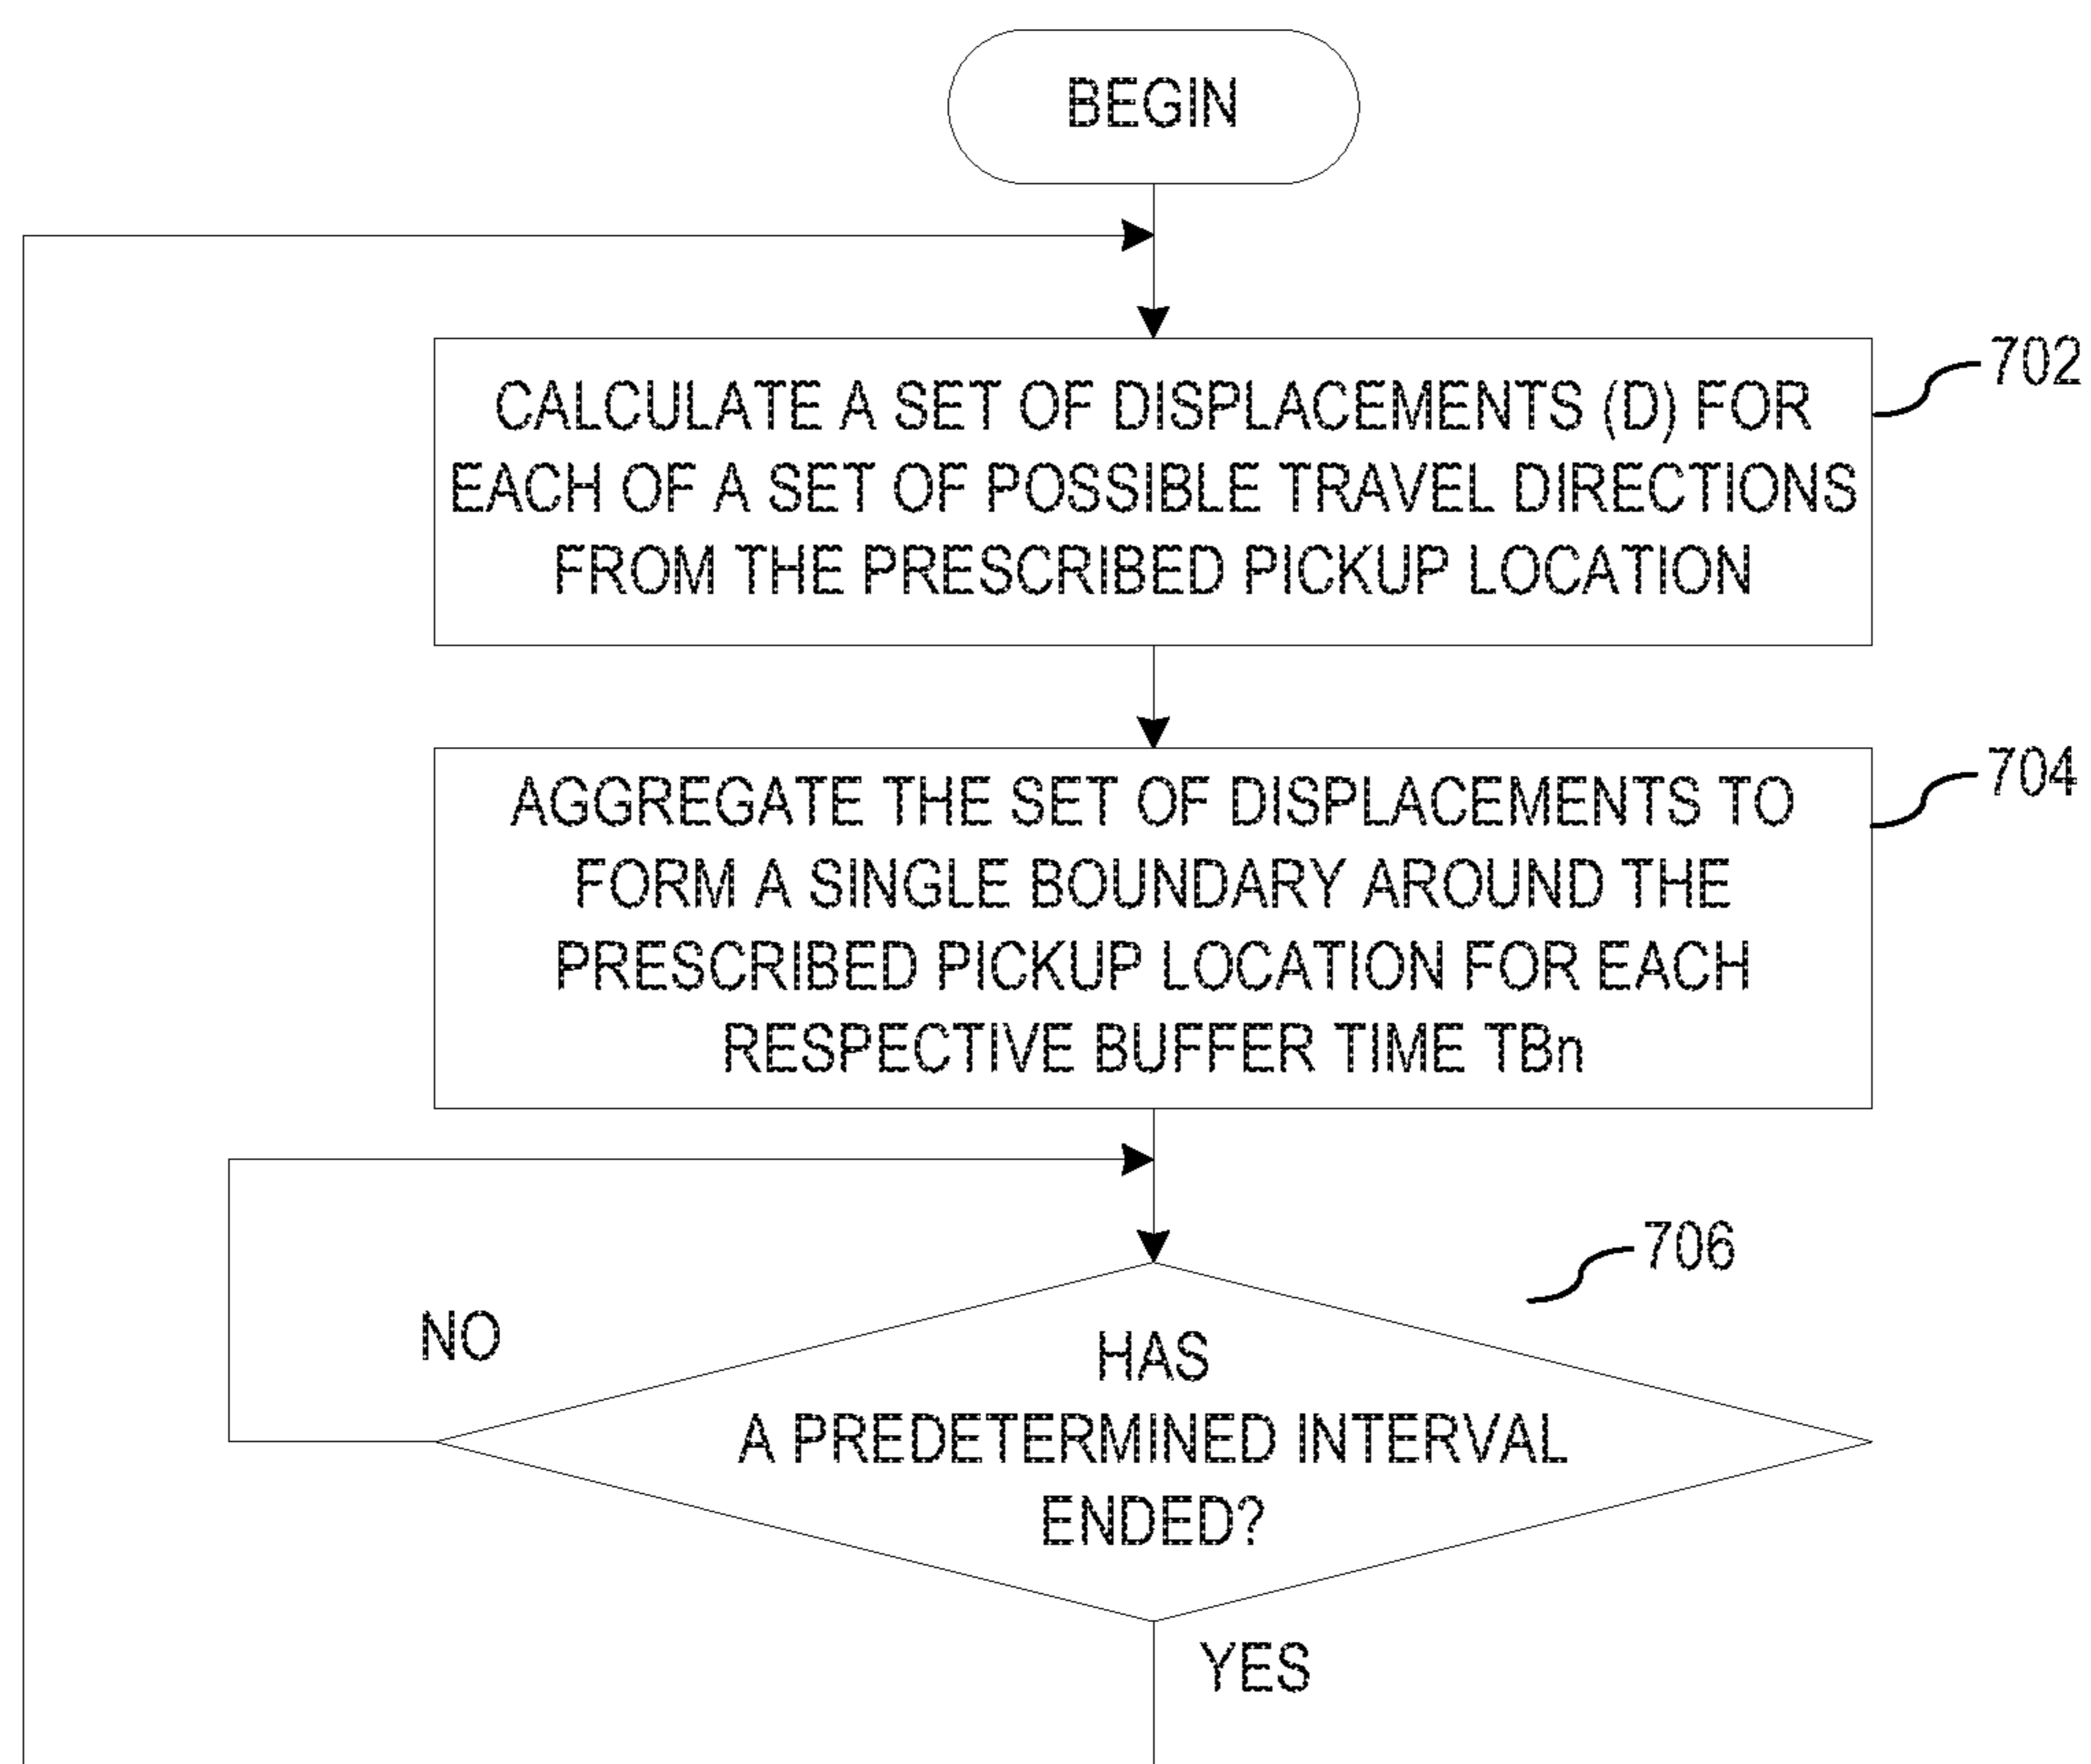 BEGIN
702
CALCULATE A SET OF DISPLACEMENTS (D) FOR
EACH OF A SET OF POSSIBLE TRAVEL DIRECTIONS
FROM THE PRESCRIBED PICKUP LOCATION
704
AGGREGATE THE SET OF DISPLACEMENTS TO
FORM A SINGLE BOUNDARY AROUND THE
PRESCRIBED PICKUP LOCATION FOR EACH
RESPECTIVE BUFFER TIME TBn
706
NO
HAS
A PREDETERMINED INTERVAL
ENDED?
YES